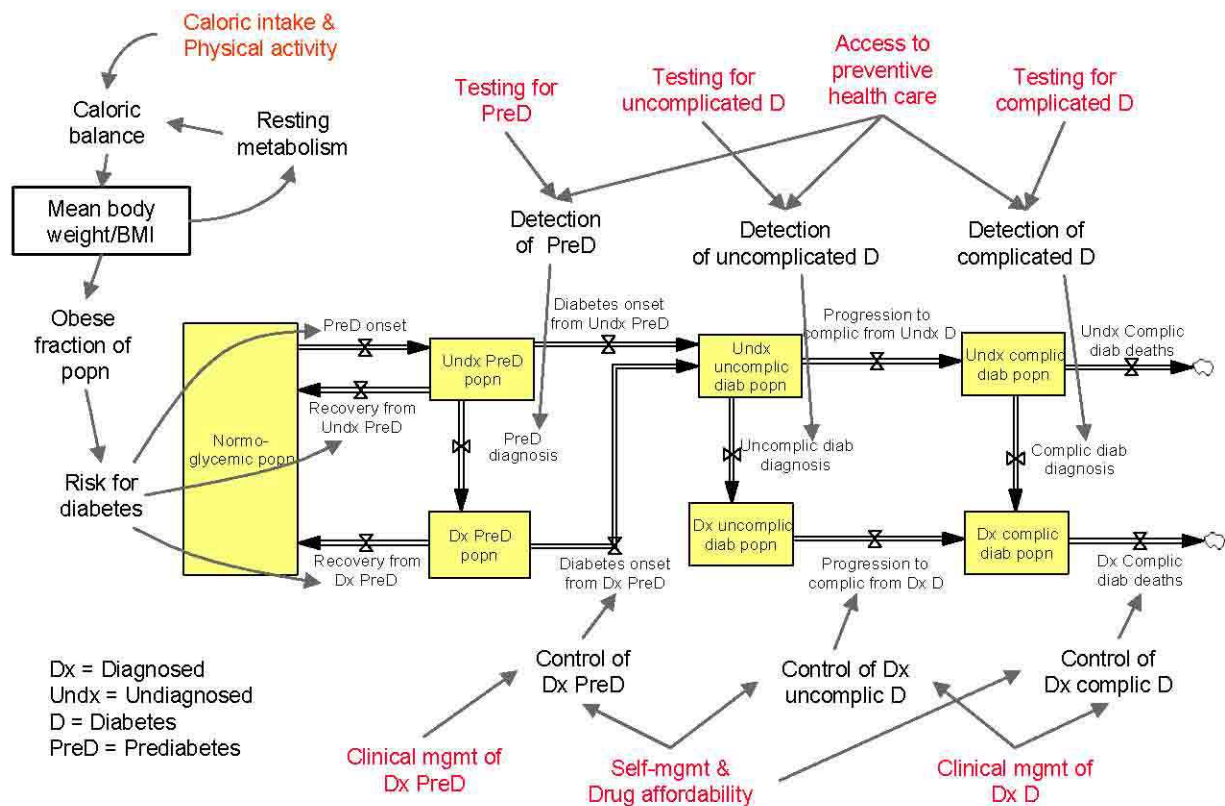 Caloric intake &
Physical activity
Caloric
balance
Resting
metabolism
Mean body
weight/BMI
Obese
fraction of
popn
Risk for
diabetes
Testing for
PreD
Testing for
uncomplicated D
Access to
preventive
health care
Testing for
complicated D
Detection
of PreD
Detection
of uncomplicated D
Detection of
complicated D
PreD onset
Diabetes onset
from Undx PreD
Progression to
complic from Undx D
Undx Complic
diab deaths
Normo-
glycemic popn
Undx PreD
popn
Undx
uncomplic
diab popn
Undx complic
diab popn
Recovery from
Undx PreD
PreD
diagnosis
Uncomplic diab
diagnosis
Complic diab
diagnosis
Dx PreD
popn
Dx uncomplic
diab popn
Dx complic
diab popn
Recovery from
Dx PreD
Diabetes onset
from Dx PreD
Progression to
complic from Dx D
Dx Complic
diab deaths
Control of
Dx PreD
Control of Dx
uncomplic D
Control of
Dx complic D
Clinical mgmt of
Dx PreD
Self-mgmt &
Drug affordability
Clinical mgmt of
Dx D
Dx = Diagnosed
Undx = Undiagnosed
D = Diabetes
PreD = Prediabetes